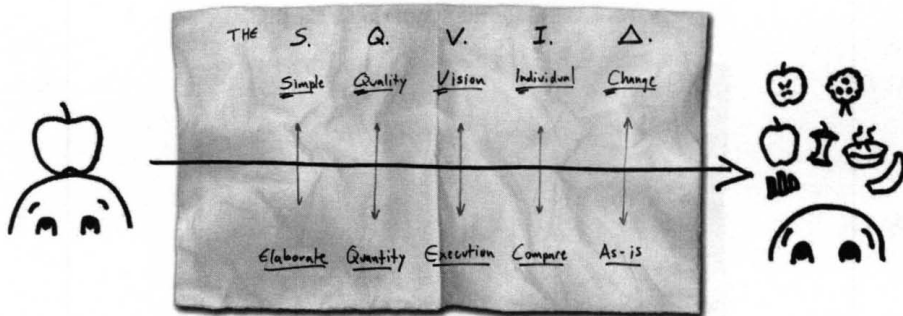 THE S. Q. V. I. Δ.
Simple Quality Vision Individual Change
Elaborate Quantity Execution Compare As-is